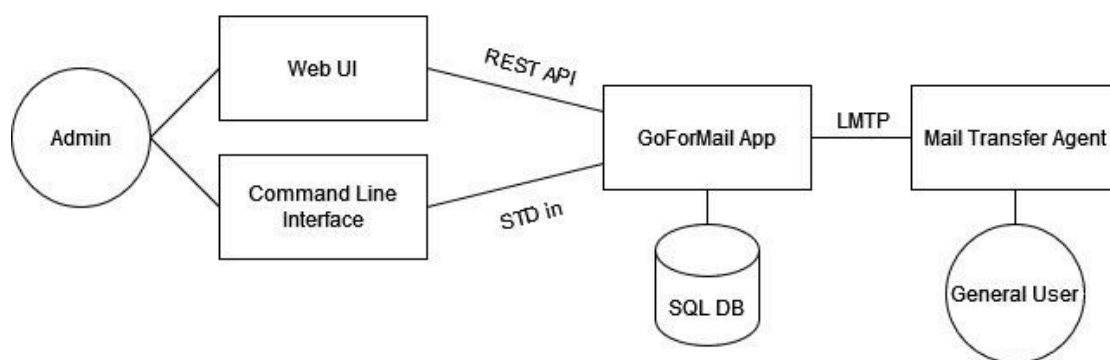 Web UI
REST API
Admin
GoForMail App
LMTP
Mail Transfer Agent
Command Line
Interface
STD in
SQL DB
General User